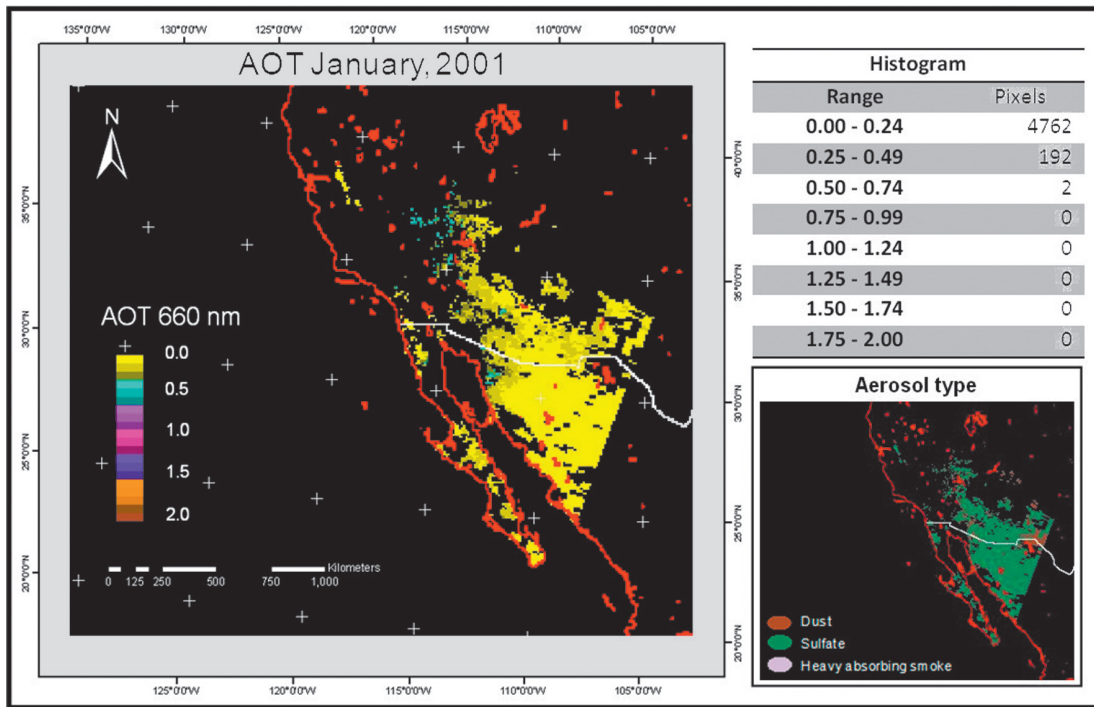 135°0'0"W 130°0'0"W 125°0'0"W 120°0'0"W 115°0'0"W 110°0'0"W 105°0'0"W
AOT January, 2001
N
40°0'0"N
35°0'0"N
35°0'0"N
30°0'0"N
30°0'0"N
25°0'0"N
25°0'0"N
20°0'0"N
20°0'0"N
AOT 660 nm
0.0
0.5
1.0
1.5
2.0
Kilometers
0 125 250 500 750 1,000
125°0'0"W 120°0'0"W 115°0'0"W 110°0'0"W 105°0'0"W
Histogram
Range Pixels
0.00 - 0.24 4762
0.25 - 0.49 192
0.50 - 0.74 2
0.75 - 0.99 0
1.00 - 1.24 0
1.25 - 1.49 0
1.50 - 1.74 0
1.75 - 2.00 0
Aerosol type
Dust
Sulfate
Heavy absorbing smoke